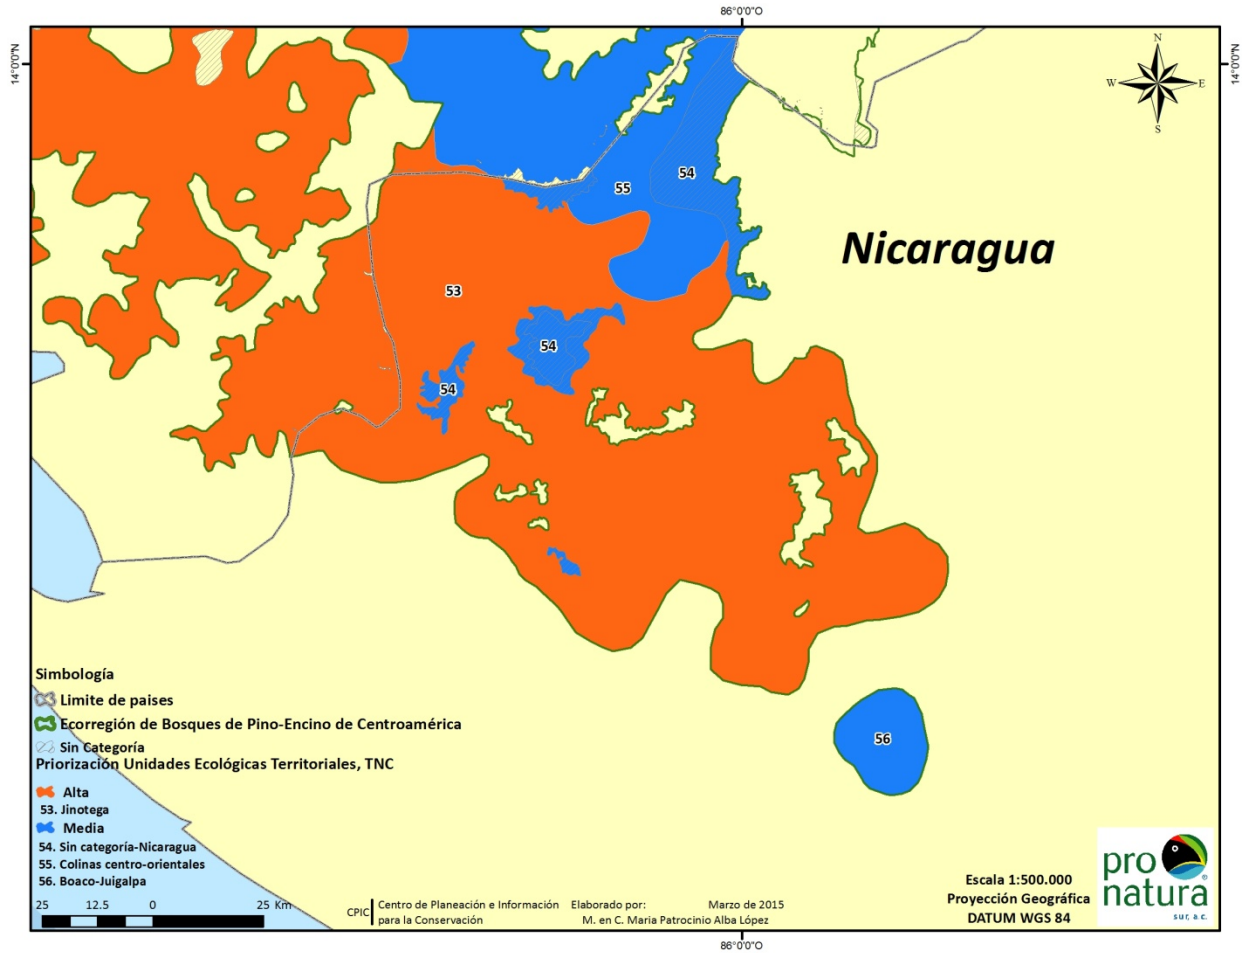 86°0'0"O
14°0'0"N
14°0'0"N
N
W
E
S
54
55
Nicaragua
53
54
54
56
Simbología
Limite de paises
Ecorregión de Bosques de Pino-Encino de Centroamérica
Sin Categoría
Priorización Unidades Ecológicas Territoriales, TNC
Alta
53. Jinotega
Media
54. Sin categoría-Nicaragua
55. Colinas centro-orientales
56. Boaco-Juigalpa
25 12.5 0 25 Km
CPIC
Centro de Planeación e Información
para la Conservación
Elaborado por: Marzo de 2015
M. en C. Maria Patrocinio Alba López
Escala 1:500.000
Proyección Geográfica
DATUM WGS 84
pro
natura®
sur, a.c.
86°0'0"O